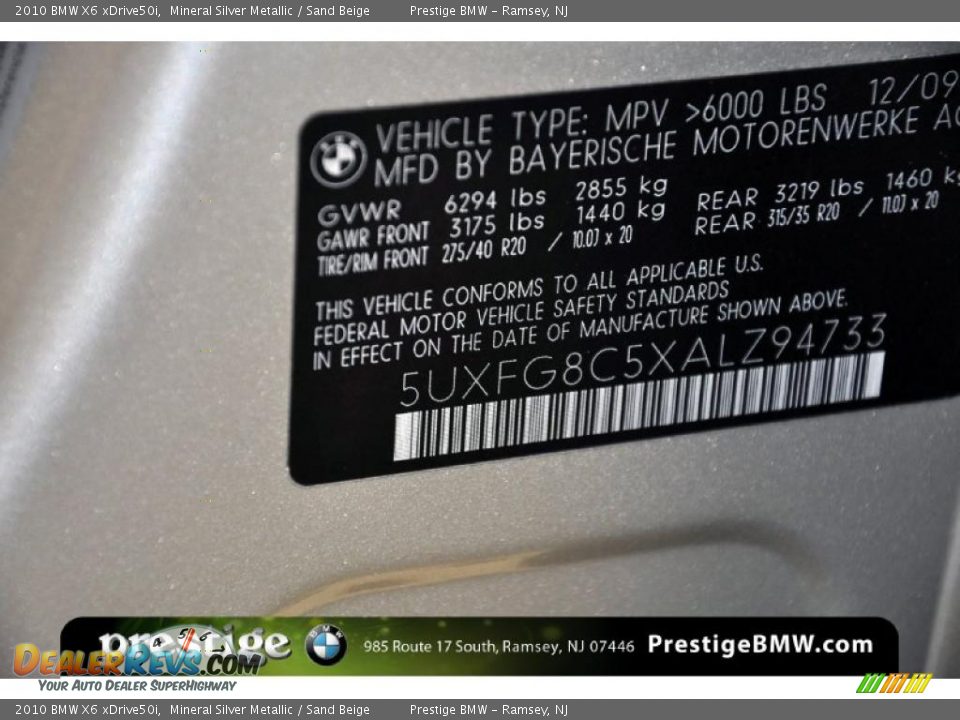 2010 BMW X6 xDrive50i, Mineral Silver Metallic / Sand Beige Prestige BMW - Ramsey, NJ
VEHICLE TYPE: MPV >6000 LBS 12/09
MFD BY BAYERISCHE MOTORENWERKE AG
GVWR 6294 lbs 2855 kg
GAWR FRONT 3175 lbs 1440 kg REAR 3219 lbs 1460 kg
TIRE/RIM FRONT 275/40 R20 / 10.0J x 20 REAR 315/35 R20 / 11.0J x 20
THIS VEHICLE CONFORMS TO ALL APPLICABLE U.S.
FEDERAL MOTOR VEHICLE SAFETY STANDARDS
IN EFFECT ON THE DATE OF MANUFACTURE SHOWN ABOVE.
5UXFG8C5XALZ94733
prestige BMW 985 Route 17 South, Ramsey, NJ 07446 PrestigeBMW.com
DEALERREVS.COM
YOUR AUTO DEALER SUPERHIGHWAY
2010 BMW X6 xDrive50i, Mineral Silver Metallic / Sand Beige Prestige BMW - Ramsey, NJ